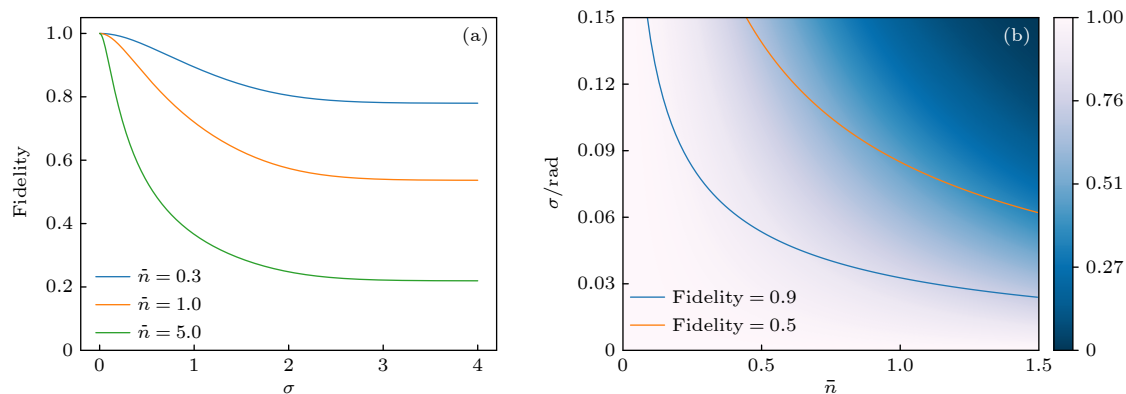 (a)
Fidelity
1.0
0.8
0.6
0.4
0.2
0
n̄ = 0.3
n̄ = 1.0
n̄ = 5.0
0 1 2 3 4
σ
(b)
σ/rad
0.15
0.12
0.09
0.06
0.03
0
Fidelity = 0.9
Fidelity = 0.5
0 0.5 1.0 1.5
n̄
1.00
0.76
0.51
0.27
0